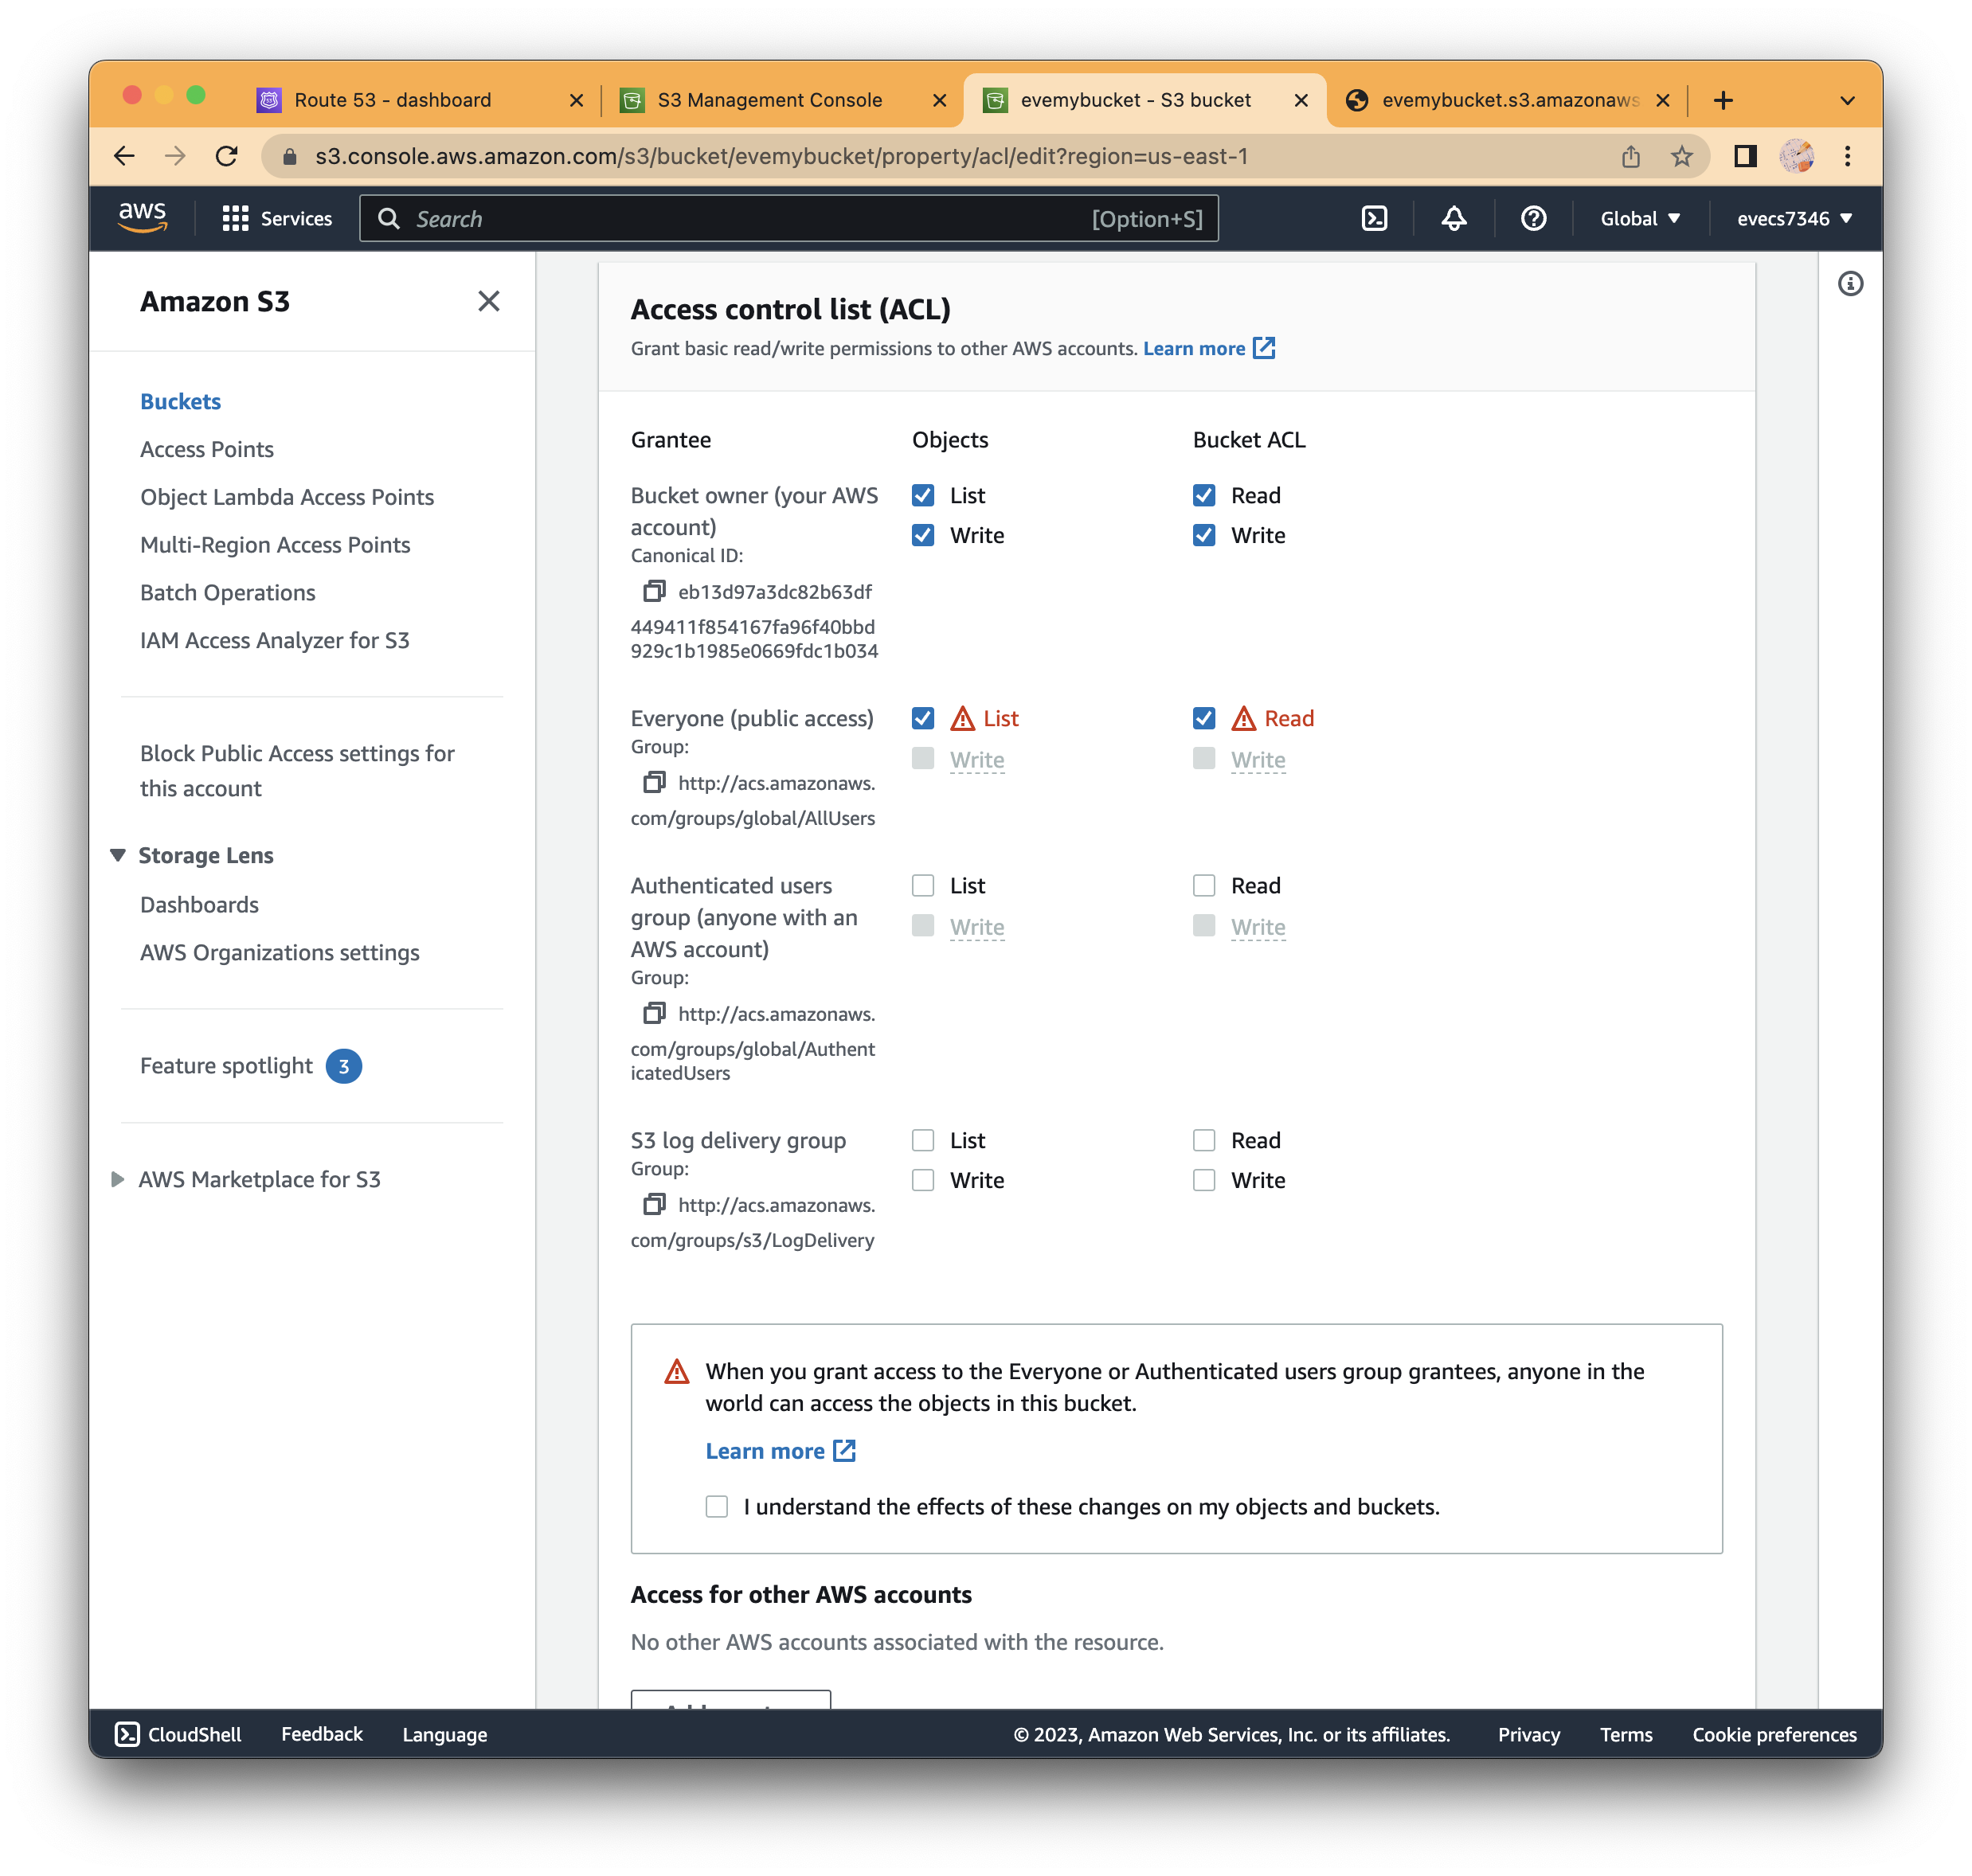 Route 53 - dashboard
S3 Management Console
evemybucket - S3 bucket
evemybucket.s3.amazonaws
s3.console.aws.amazon.com/s3/bucket/evemybucket/property/acl/edit?region=us-east-1
aws
Services
Search
[Option+S]
Global
evecs7346
Amazon S3
Buckets
Access Points
Object Lambda Access Points
Multi-Region Access Points
Batch Operations
IAM Access Analyzer for S3
Block Public Access settings for
this account
Storage Lens
Dashboards
AWS Organizations settings
Feature spotlight 3
AWS Marketplace for S3
Access control list (ACL)
Grant basic read/write permissions to other AWS accounts. Learn more
Grantee Objects Bucket ACL
Bucket owner (your AWS
account)
Canonical ID:
eb13d97a3dc82b63df
449411f854167fa96f40bbd
929c1b1985e0669fdc1b034
List
Write
Read
Write
Everyone (public access)
Group:
http://acs.amazonaws.
com/groups/global/AllUsers
List
Write
Read
Write
Authenticated users
group (anyone with an
AWS account)
Group:
http://acs.amazonaws.
com/groups/global/Authent
icatedUsers
List
Write
Read
Write
S3 log delivery group
Group:
http://acs.amazonaws.
com/groups/s3/LogDelivery
List
Write
Read
Write
When you grant access to the Everyone or Authenticated users group grantees, anyone in the
world can access the objects in this bucket.
Learn more
I understand the effects of these changes on my objects and buckets.
Access for other AWS accounts
No other AWS accounts associated with the resource.
CloudShell Feedback Language
© 2023, Amazon Web Services, Inc. or its affiliates. Privacy Terms Cookie preferences